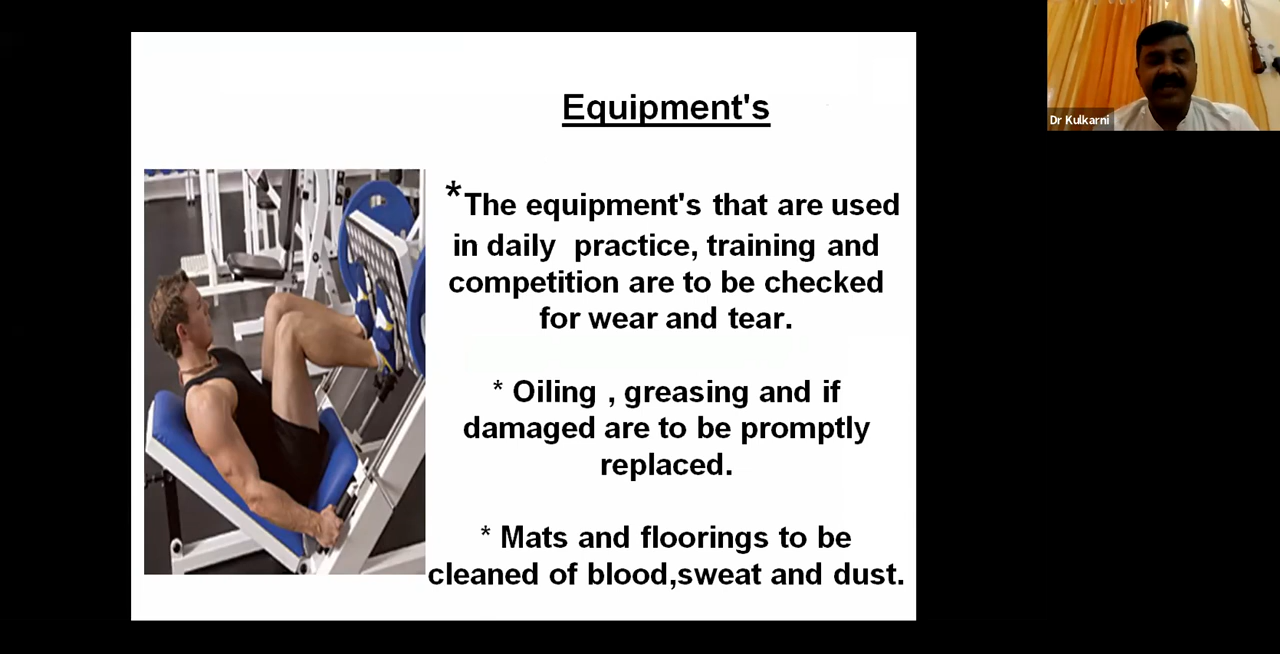 Equipment's
*The equipment's that are used
in daily practice, training and
competition are to be checked
for wear and tear.
* Oiling , greasing and if
damaged are to be promptly
replaced.
* Mats and floorings to be
cleaned of blood,sweat and dust.
Dr Kulkarni